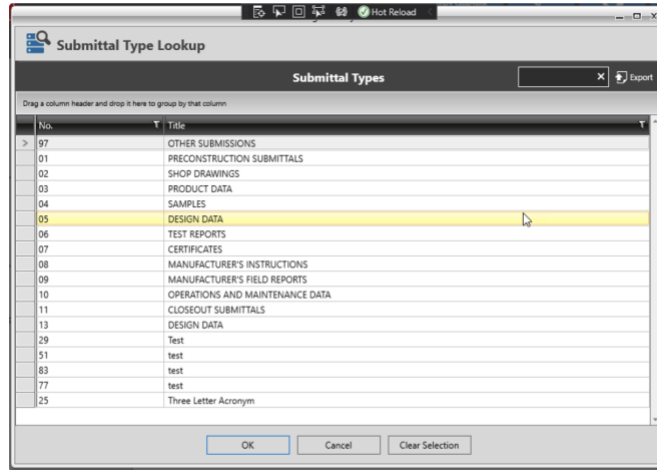 Hot Reload
Submittal Type Lookup
Submittal Types
Export
Drag a column header and drop it here to group by that column
No. Title
97 OTHER SUBMISSIONS
01 PRECONSTRUCTION SUBMITTALS
02 SHOP DRAWINGS
03 PRODUCT DATA
04 SAMPLES
05 DESIGN DATA
06 TEST REPORTS
07 CERTIFICATES
08 MANUFACTURER'S INSTRUCTIONS
09 MANUFACTURER'S FIELD REPORTS
10 OPERATIONS AND MAINTENANCE DATA
11 CLOSEOUT SUBMITTALS
13 DESIGN DATA
29 Test
51 test
83 test
77 test
25 Three Letter Acronym
OK Cancel Clear Selection